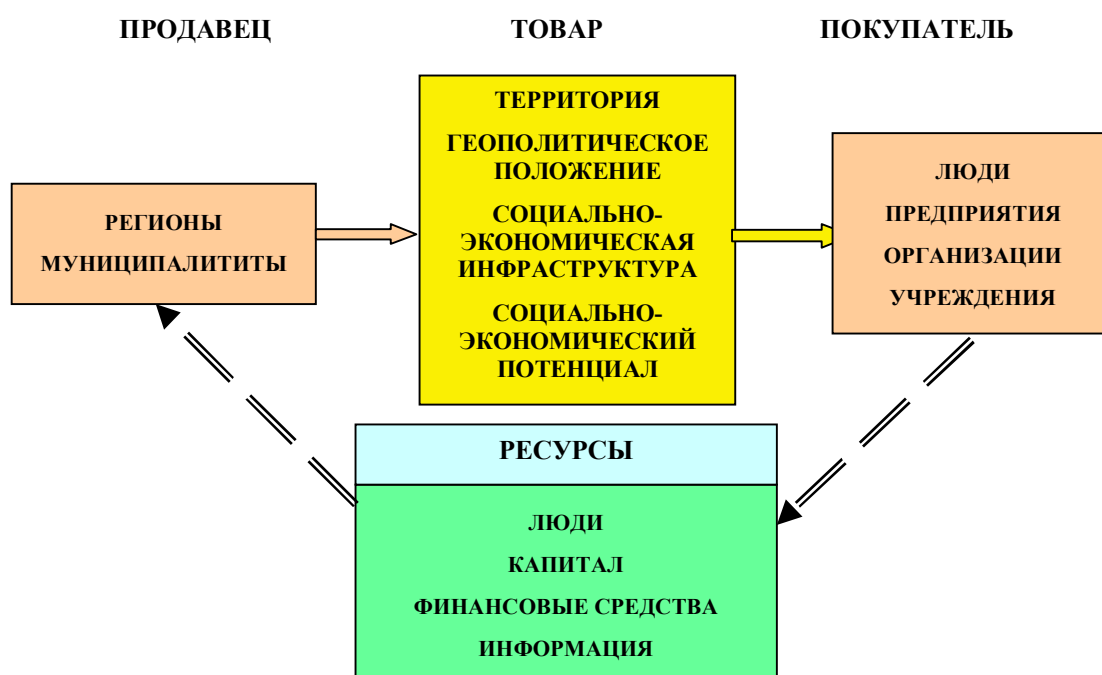 ПРОДАВЕЦ
ТОВАР
ПОКУПАТЕЛЬ
РЕГИОНЫ
МУНИЦИПАЛИТИТЫ
ТЕРРИТОРИЯ
ГЕОПОЛИТИЧЕСКОЕ
ПОЛОЖЕНИЕ
СОЦИАЛЬНО-
ЭКОНОМИЧЕСКАЯ
ИНФРАСТРУКТУРА
СОЦИАЛЬНО-
ЭКОНОМИЧЕСКИЙ
ПОТЕНЦИАЛ
ЛЮДИ
ПРЕДПРИЯТИЯ
ОРГАНИЗАЦИИ
УЧРЕЖДЕНИЯ
РЕСУРСЫ
ЛЮДИ
КАПИТАЛ
ФИНАНСОВЫЕ СРЕДСТВА
ИНФОРМАЦИЯ